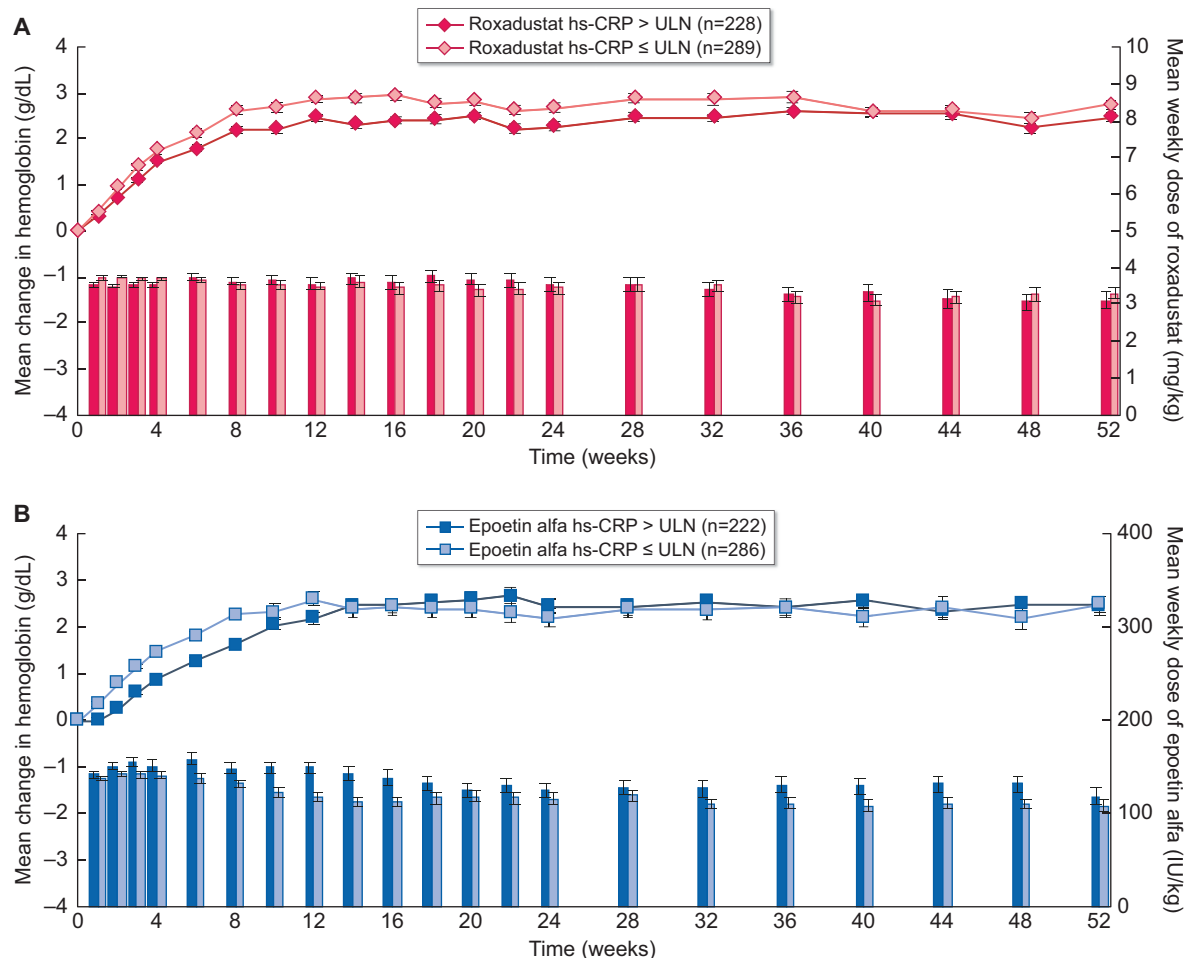 A
Roxadustat hs-CRP > ULN (n=228)
Roxadustat hs-CRP ≤ ULN (n=289)
Mean change in hemoglobin (g/dL)
4
3
2
1
0
–1
–2
–3
–4
10
9
8
7
6
5
4
3
2
1
0
Mean weekly dose of roxadustat (mg/kg)
0 4 8 12 16 20 24 28 32 36 40 44 48 52
Time (weeks)
B
Epoetin alfa hs-CRP > ULN (n=222)
Epoetin alfa hs-CRP ≤ ULN (n=286)
Mean change in hemoglobin (g/dL)
4
3
2
1
0
–1
–2
–3
–4
400
300
200
100
0
Mean weekly dose of epoetin alfa (IU/kg)
0 4 8 12 16 20 24 28 32 36 40 44 48 52
Time (weeks)